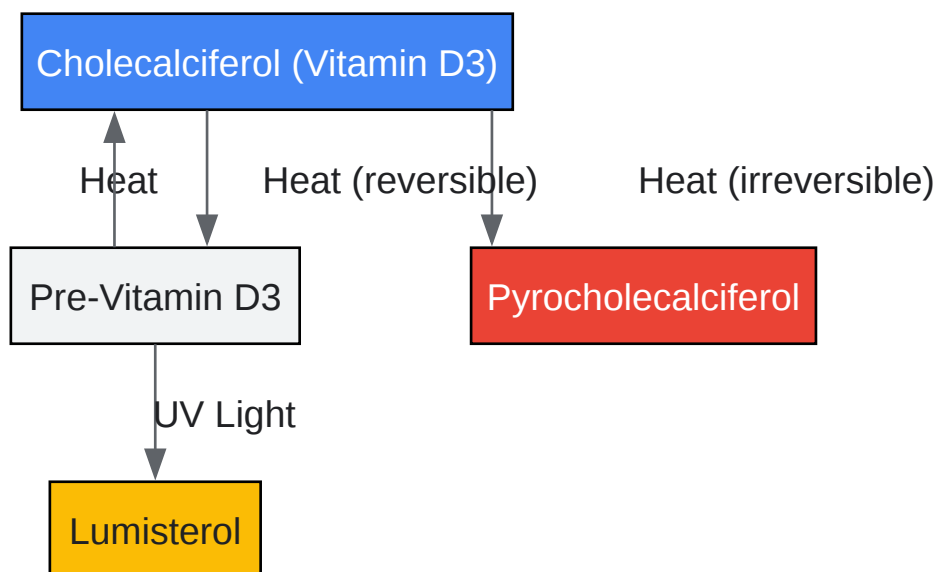 Cholecalciferol (Vitamin D3)
Heat
Heat (reversible)
Heat (irreversible)
Pre-Vitamin D3
Pyrocholecalciferol
UV Light
Lumisterol